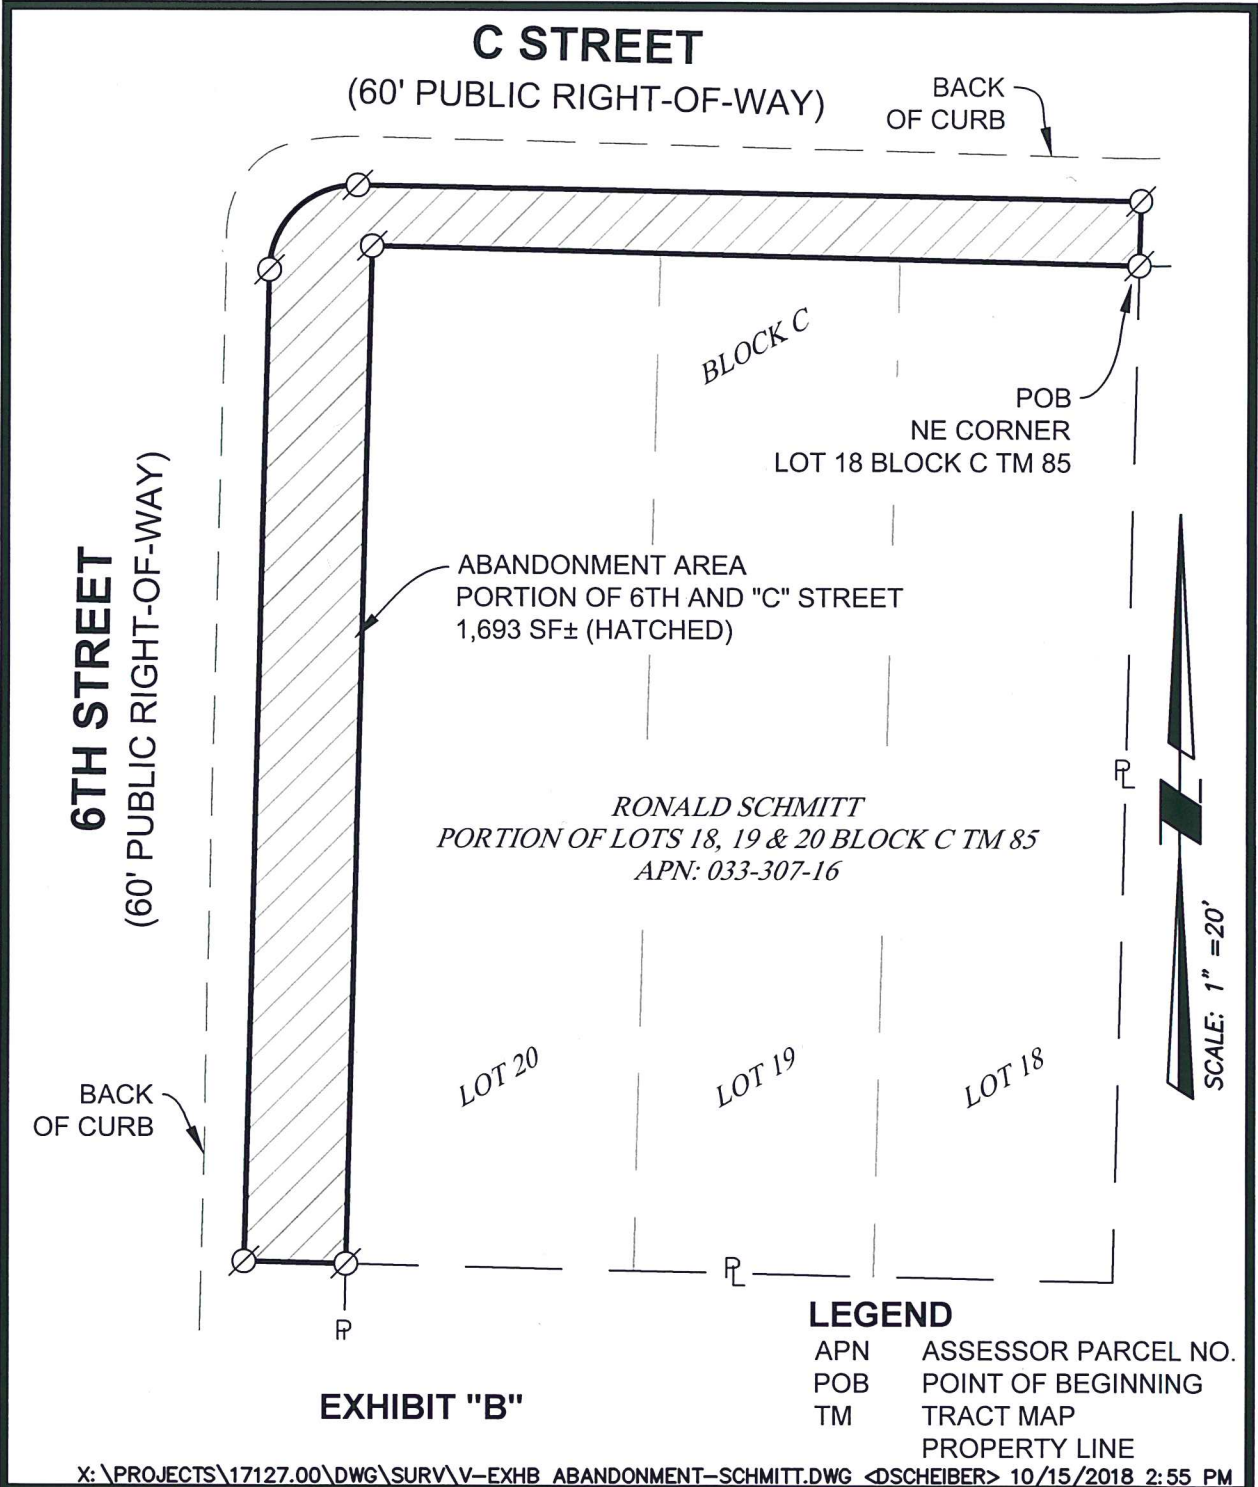 C STREET
(60' PUBLIC RIGHT-OF-WAY)
BACK
OF CURB
BLOCK C
POB
NE CORNER
LOT 18 BLOCK C TM 85
6TH STREET
(60' PUBLIC RIGHT-OF-WAY)
ABANDONMENT AREA
PORTION OF 6TH AND "C" STREET
1,693 SF± (HATCHED)
PL
RONALD SCHMITT
PORTION OF LOTS 18, 19 & 20 BLOCK C TM 85
APN: 033-307-16
SCALE: 1" =20'
LOT 20
LOT 19
LOT 18
BACK
OF CURB
PL
PL
LEGEND
APN ASSESSOR PARCEL NO.
POB POINT OF BEGINNING
TM TRACT MAP
PROPERTY LINE
EXHIBIT "B"
X:\PROJECTS\17127.00\DWG\SURV\V-EXHB ABANDONMENT-SCHMITT.DWG <DSCHEIBER> 10/15/2018 2:55 PM